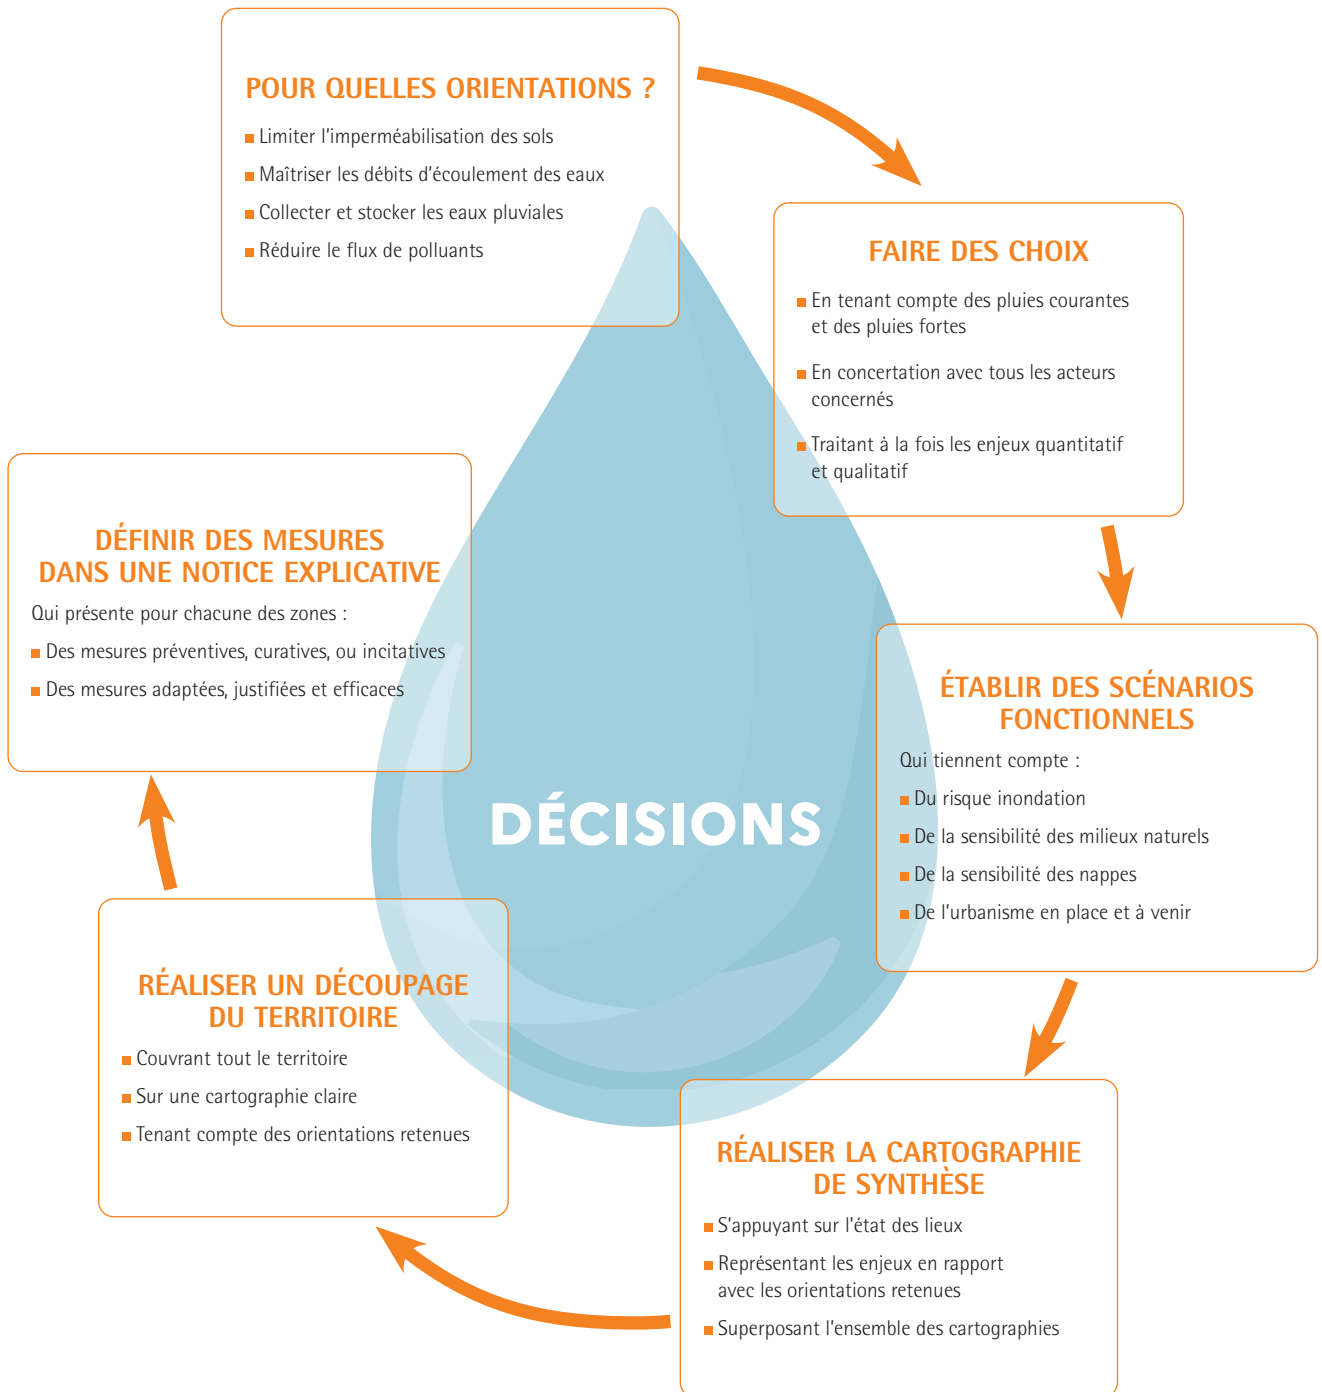 POUR QUELLES ORIENTATIONS ?
Limiter l'imperméabilisation des sols
Maîtriser les débits d'écoulement des eaux
Collecter et stocker les eaux pluviales
Réduire le flux de polluants
FAIRE DES CHOIX
En tenant compte des pluies courantes
et des pluies fortes
En concertation avec tous les acteurs
concernés
Traitant à la fois les enjeux quantitatif
et qualitatif
ÉTABLIR DES SCÉNARIOS
FONCTIONNELS
Qui tiennent compte :
Du risque inondation
De la sensibilité des milieux naturels
De la sensibilité des nappes
De l'urbanisme en place et à venir
RÉALISER LA CARTOGRAPHIE
DE SYNTHÈSE
S'appuyant sur l'état des lieux
Représentant les enjeux en rapport
avec les orientations retenues
Superposant l'ensemble des cartographies
RÉALISER UN DÉCOUPAGE
DU TERRITOIRE
Couvrant tout le territoire
Sur une cartographie claire
Tenant compte des orientations retenues
DÉFINIR DES MESURES
DANS UNE NOTICE EXPLICATIVE
Qui présente pour chacune des zones :
Des mesures préventives, curatives, ou incitatives
Des mesures adaptées, justifiées et efficaces
DÉCISIONS